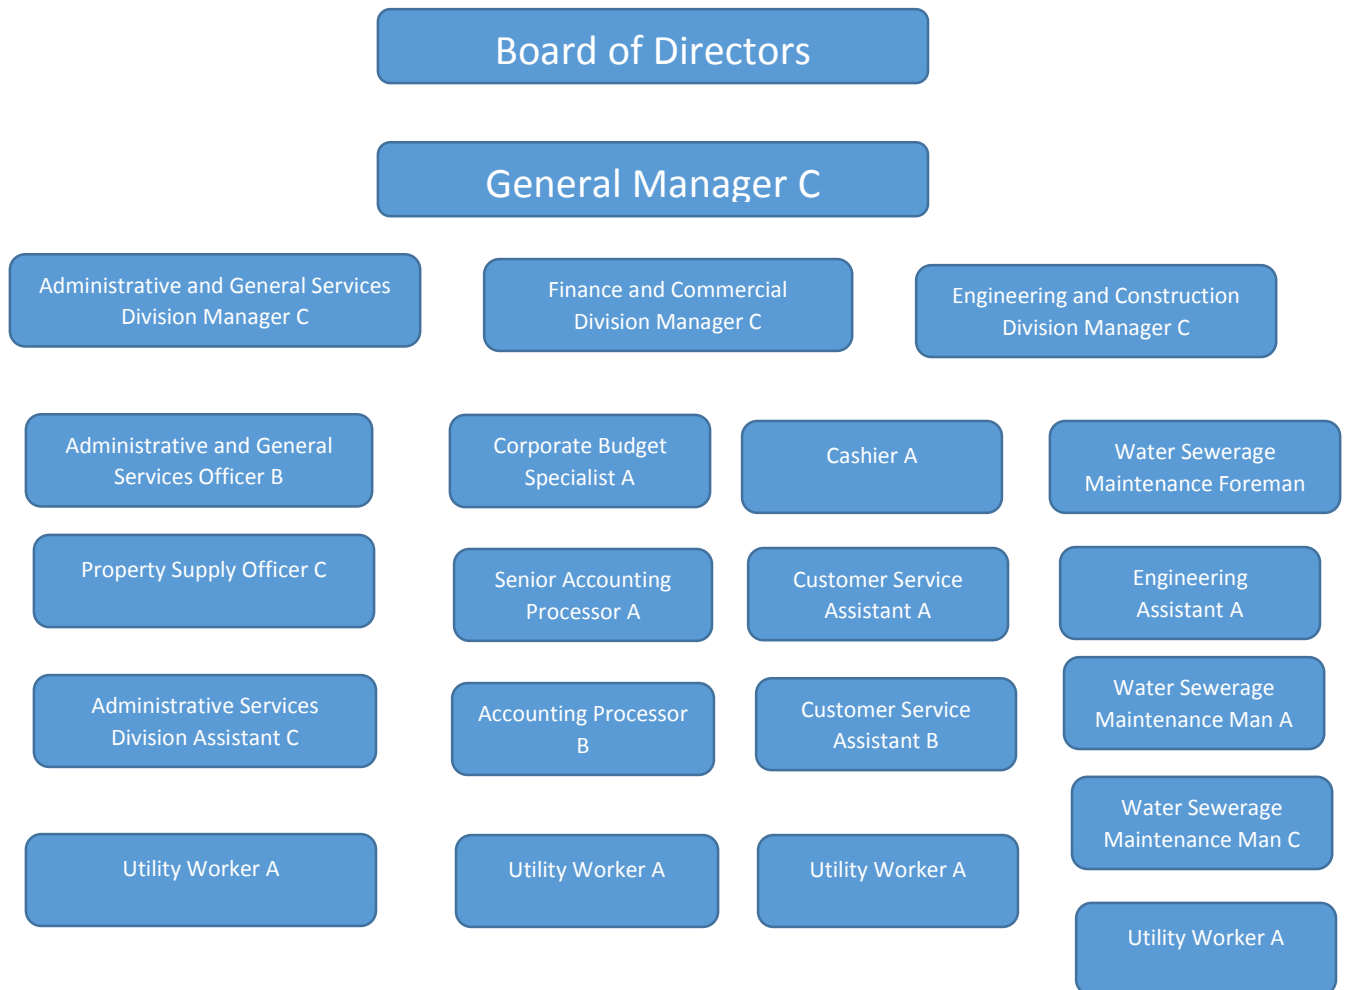 Board of Directors
General Manager C
Administrative and General Services
Division Manager C
Finance and Commercial
Division Manager C
Engineering and Construction
Division Manager C
Administrative and General
Services Officer B
Corporate Budget
Specialist A
Cashier A
Water Sewerage
Maintenance Foreman
Property Supply Officer C
Senior Accounting
Processor A
Customer Service
Assistant A
Engineering
Assistant A
Administrative Services
Division Assistant C
Accounting Processor
B
Customer Service
Assistant B
Water Sewerage
Maintenance Man A
Water Sewerage
Maintenance Man C
Utility Worker A
Utility Worker A
Utility Worker A
Utility Worker A